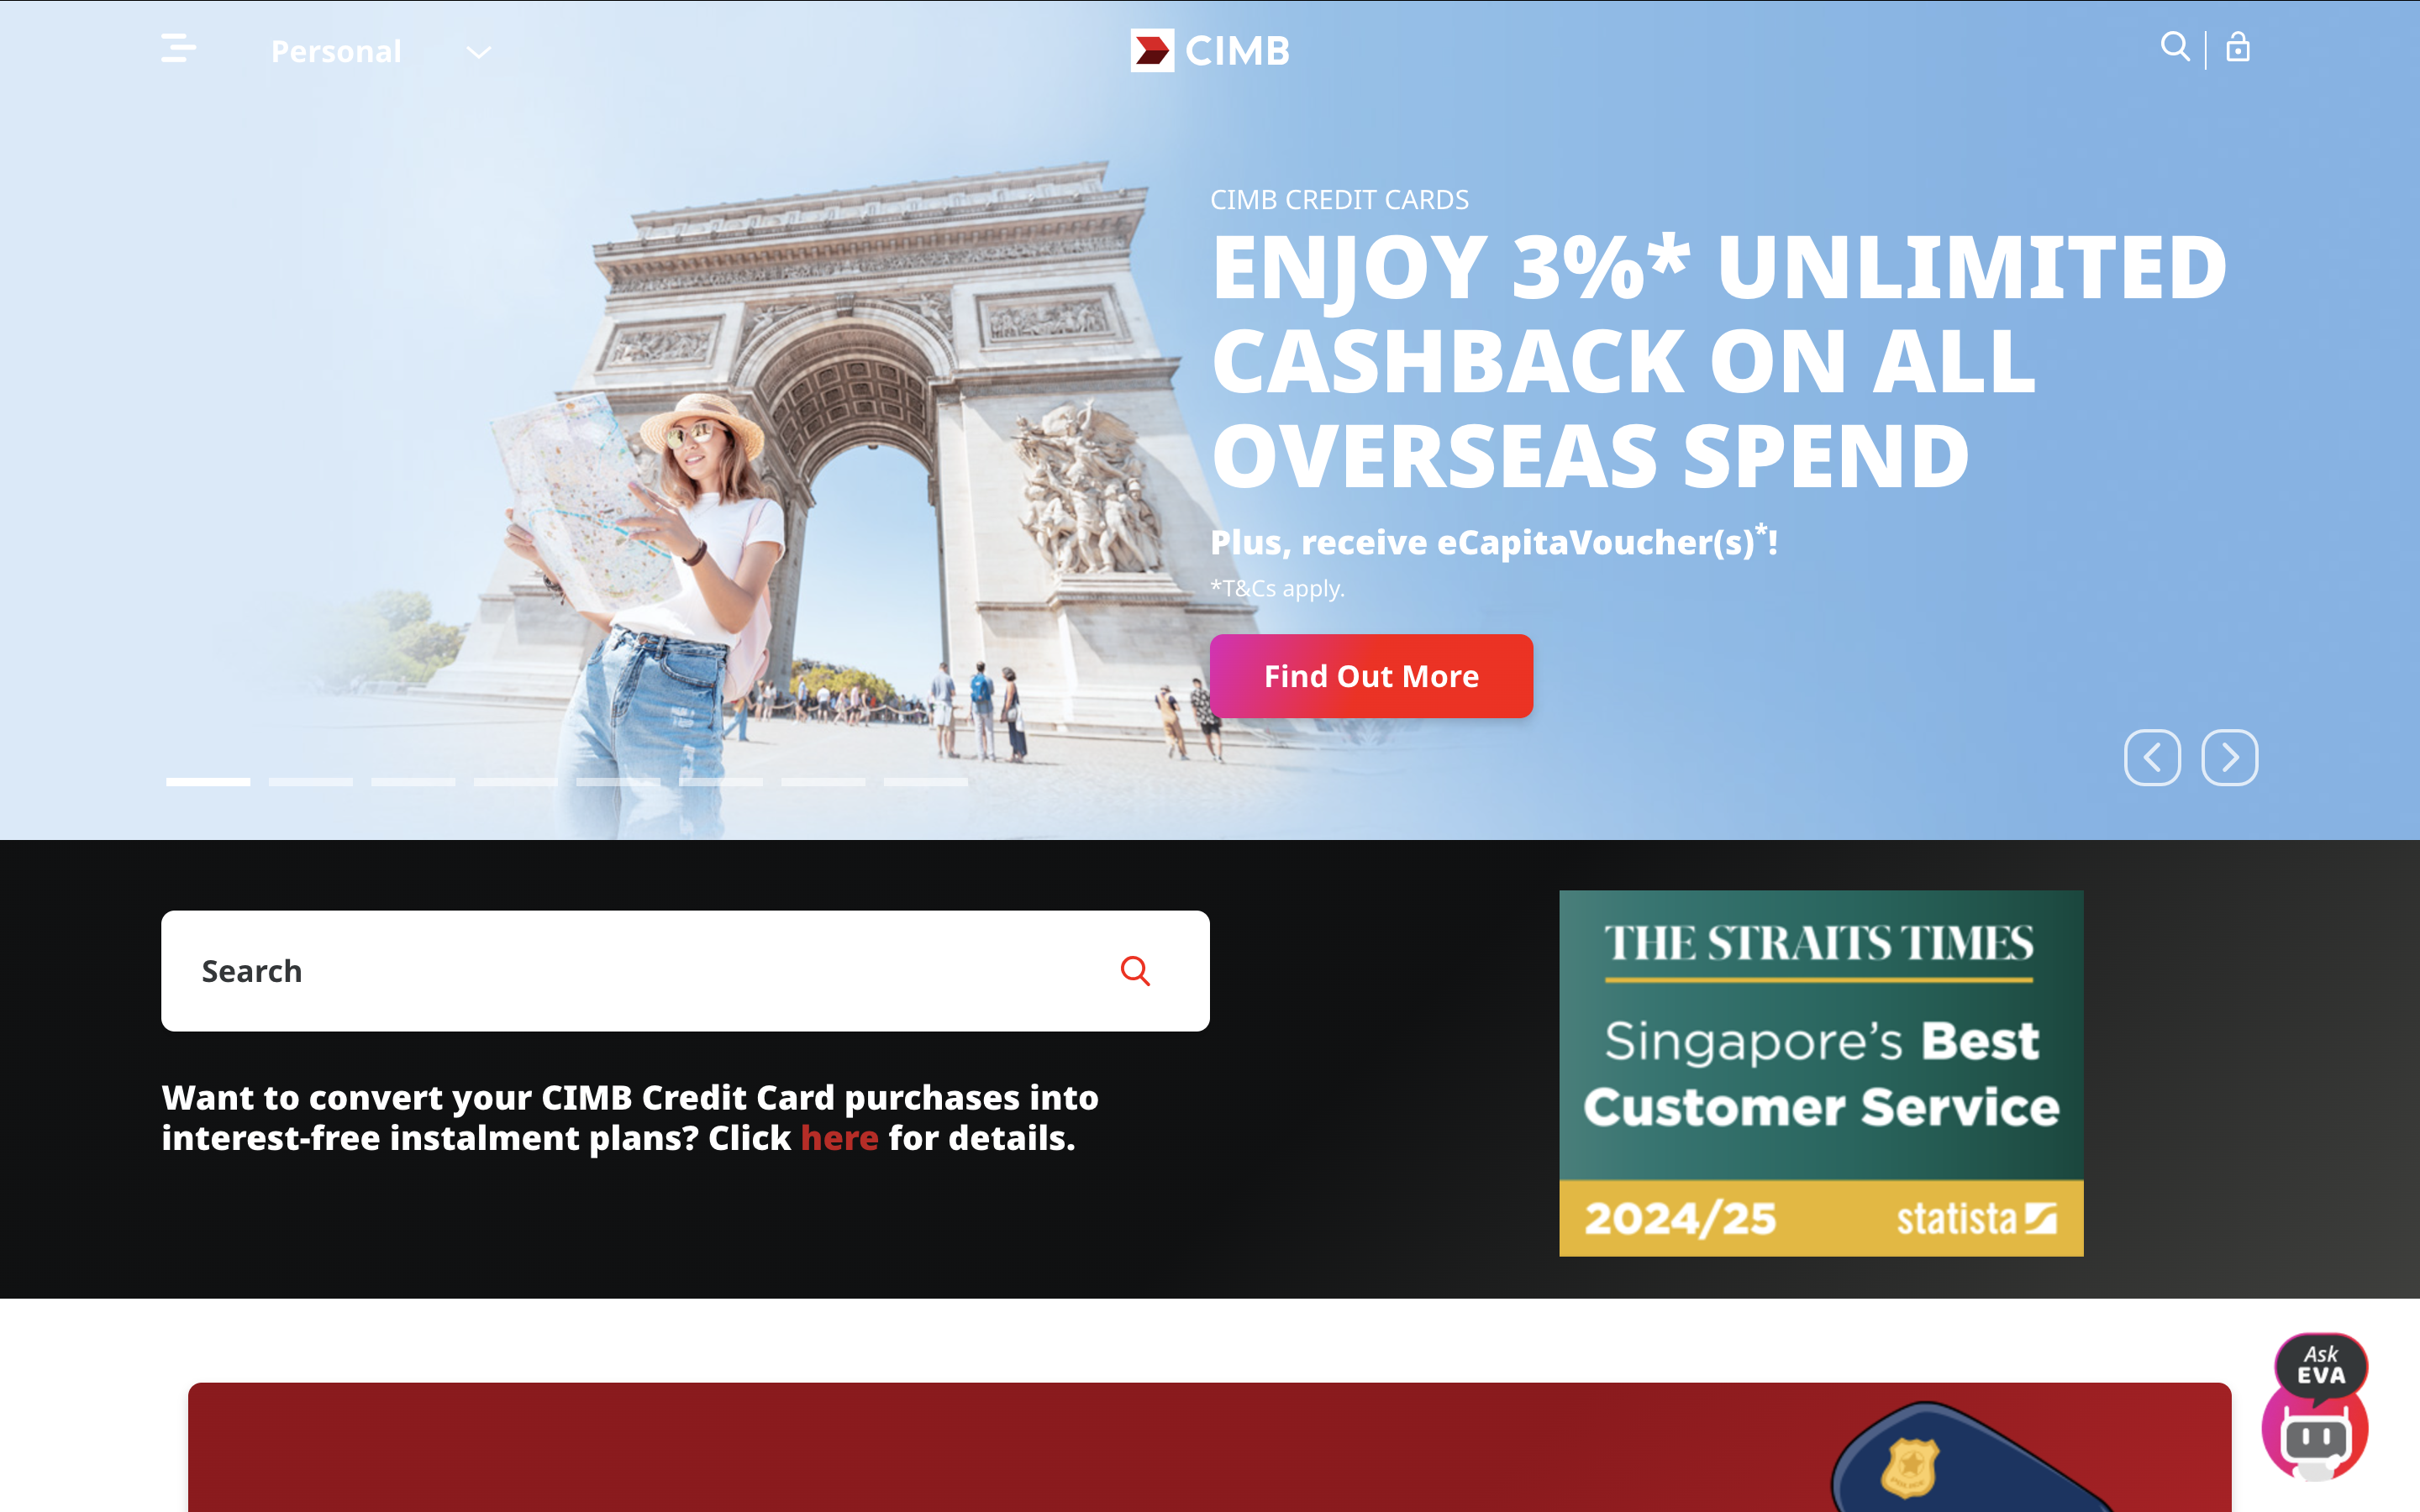 Personal
CIMB
CIMB CREDIT CARDS
ENJOY 3%* UNLIMITED
CASHBACK ON ALL
OVERSEAS SPEND
Plus, receive eCapitaVoucher(s)*!
*T&Cs apply.
Find Out More
Search
Want to convert your CIMB Credit Card purchases into
interest-free instalment plans? Click here for details.
THE STRAITS TIMES
Singapore's Best
Customer Service
2024/25
statista
Ask
EVA